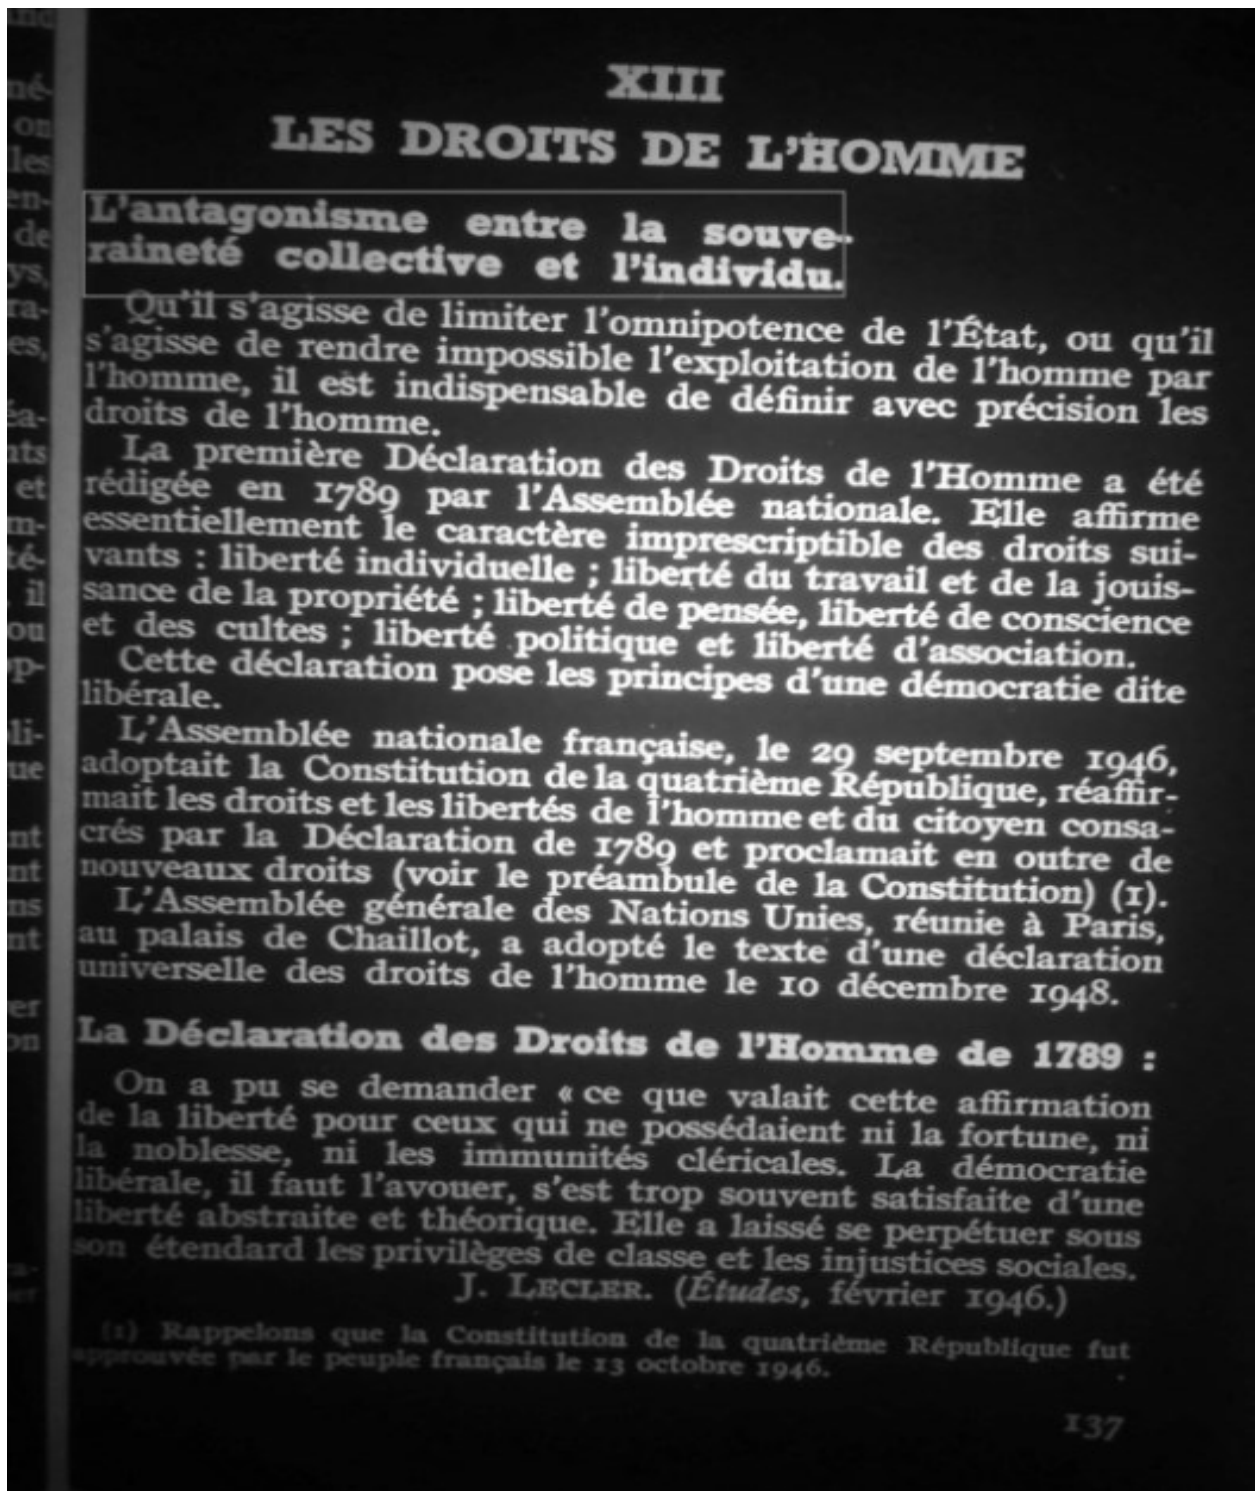 XIII
LES DROITS DE L'HOMME
L'antagonisme entre la souve-
raineté collective et l'individu.
Qu'il s'agisse de limiter l'omnipotence de l'État, ou qu'il
s'agisse de rendre impossible l'exploitation de l'homme par
l'homme, il est indispensable de définir avec précision les
droits de l'homme.
La première Déclaration des Droits de l'Homme a été
rédigée en 1789 par l'Assemblée nationale. Elle affirme
essentiellement le caractère imprescriptible des droits sui-
vants : liberté individuelle ; liberté du travail et de la jouis-
sance de la propriété ; liberté de pensée, liberté de conscience
et des cultes ; liberté politique et liberté d'association.
Cette déclaration pose les principes d'une démocratie dite
libérale.
L'Assemblée nationale française, le 29 septembre 1946,
adoptait la Constitution de la quatrième République, réaffir-
mait les droits et les libertés de l'homme et du citoyen consa-
crés par la Déclaration de 1789 et proclamait en outre de
nouveaux droits (voir le préambule de la Constitution) (1).
L'Assemblée générale des Nations Unies, réunie à Paris,
au palais de Chaillot, a adopté le texte d'une déclaration
universelle des droits de l'homme le 10 décembre 1948.
La Déclaration des Droits de l'Homme de 1789 :
On a pu se demander « ce que valait cette affirmation
de la liberté pour ceux qui ne possédaient ni la fortune, ni
la noblesse, ni les immunités cléricales. La démocratie
libérale, il faut l'avouer, s'est trop souvent satisfaite d'une
liberté abstraite et théorique. Elle a laissé se perpétuer sous
son étendard les privilèges de classe et les injustices sociales.
J. LECLER. (Études, février 1946.)
(1) Rappelons que la Constitution de la quatrième République fut
approuvée par le peuple français le 13 octobre 1946.
137